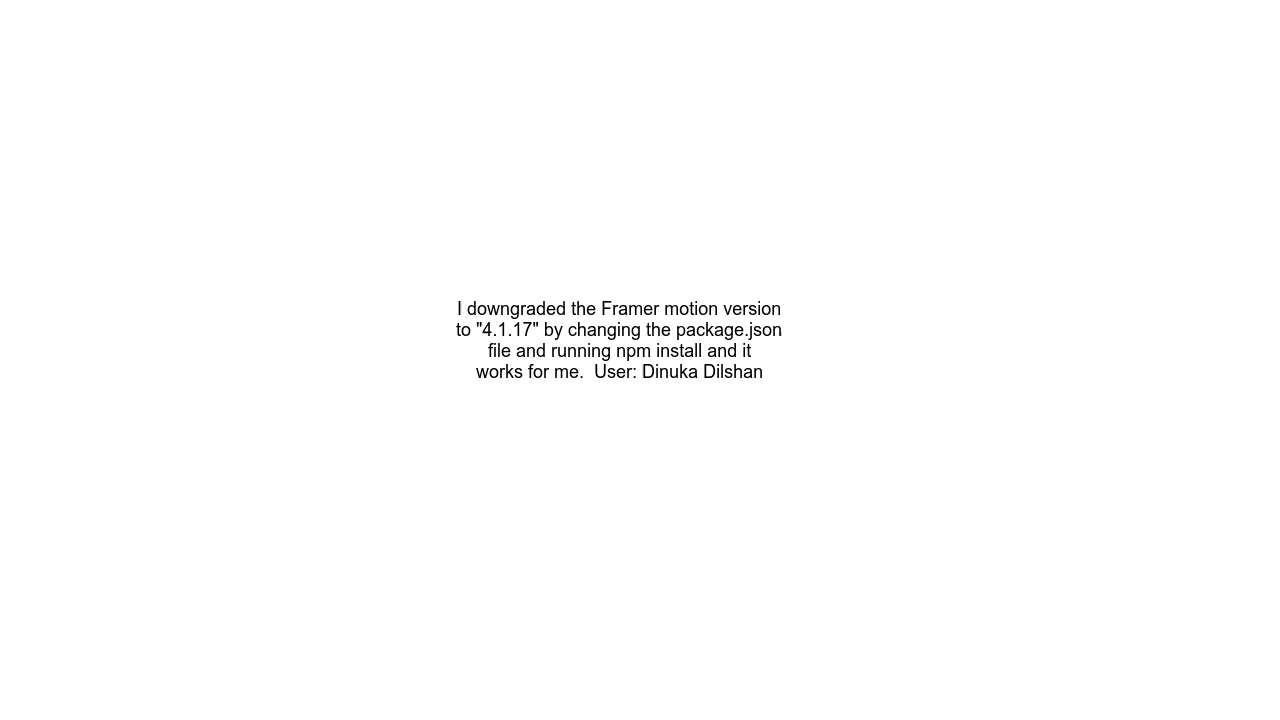 I downgraded the Framer motion version
to "4.1.17" by changing the package.json
file and running npm install and it
works for me.  User: Dinuka Dilshan